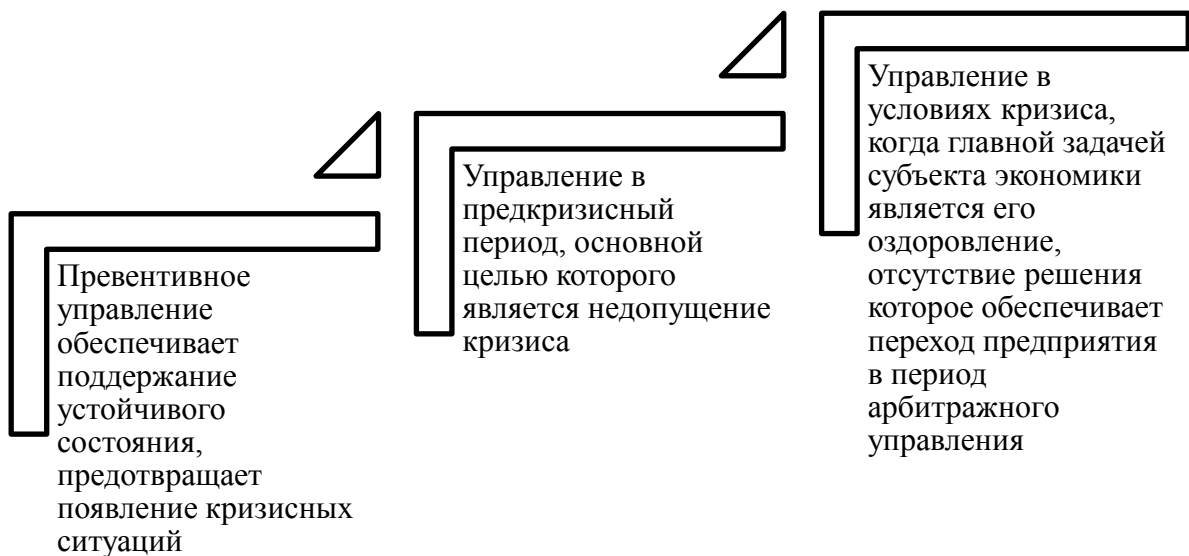 Превентивное
управление
обеспечивает
поддержание
устойчивого
состояния,
предотвращает
появление кризисных
ситуаций
Управление в
предкризисный
период, основной
целью которого
является недопущение
кризиса
Управление в
условиях кризиса,
когда главной задачей
субъекта экономики
является его
оздоровление,
отсутствие решения
которое обеспечивает
переход предприятия
в период
арбитражного
управления